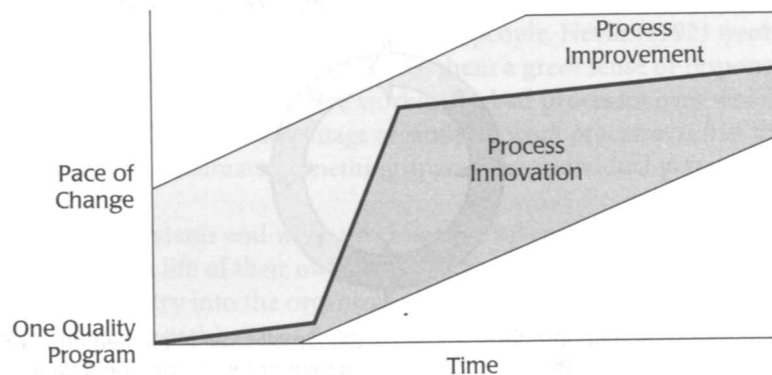 Process
Improvement
Process
Innovation
Pace of
Change
One Quality
Program
Time